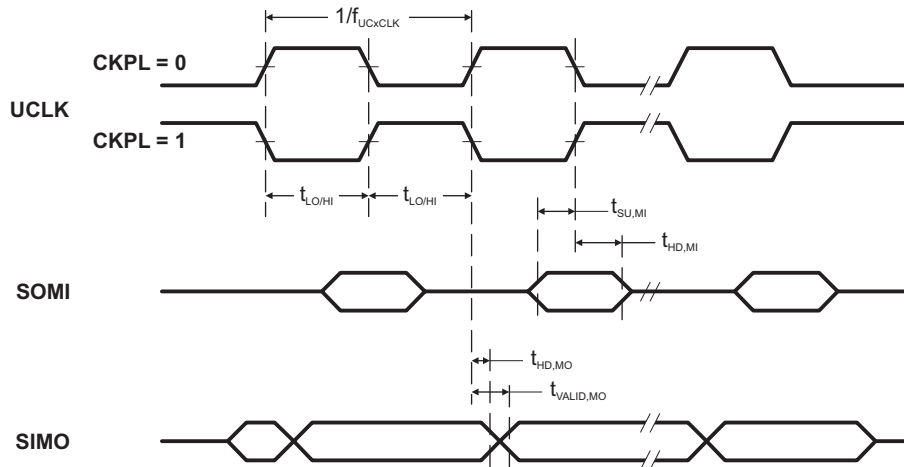 1/fUCxCLK
CKPL = 0
UCLK
CKPL = 1
tLO/HI tLO/HI
tSU,MI
tHD,MI
SOMI
tHD,MO
tVALID,MO
SIMO